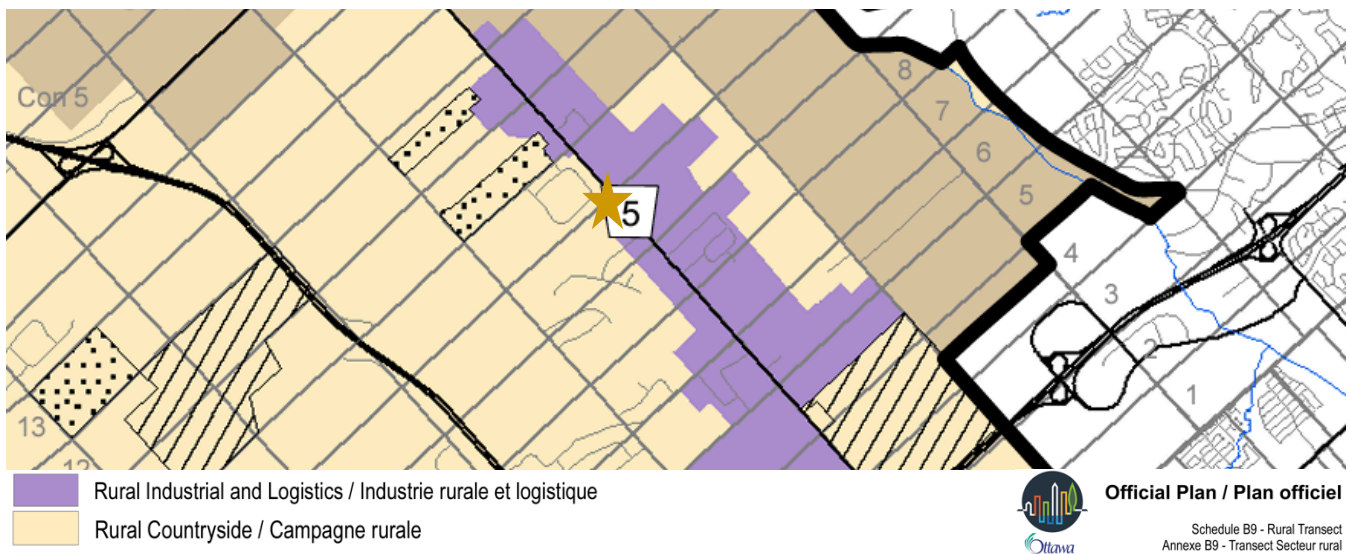 Con 5
8
7
6
5
5
4
3
2
1
13
12
Rural Industrial and Logistics / Industrie rurale et logistique
Rural Countryside / Campagne rurale
Official Plan / Plan officiel
Schedule B9 - Rural Transect
Annexe B9 - Transect Secteur rural
Ottawa